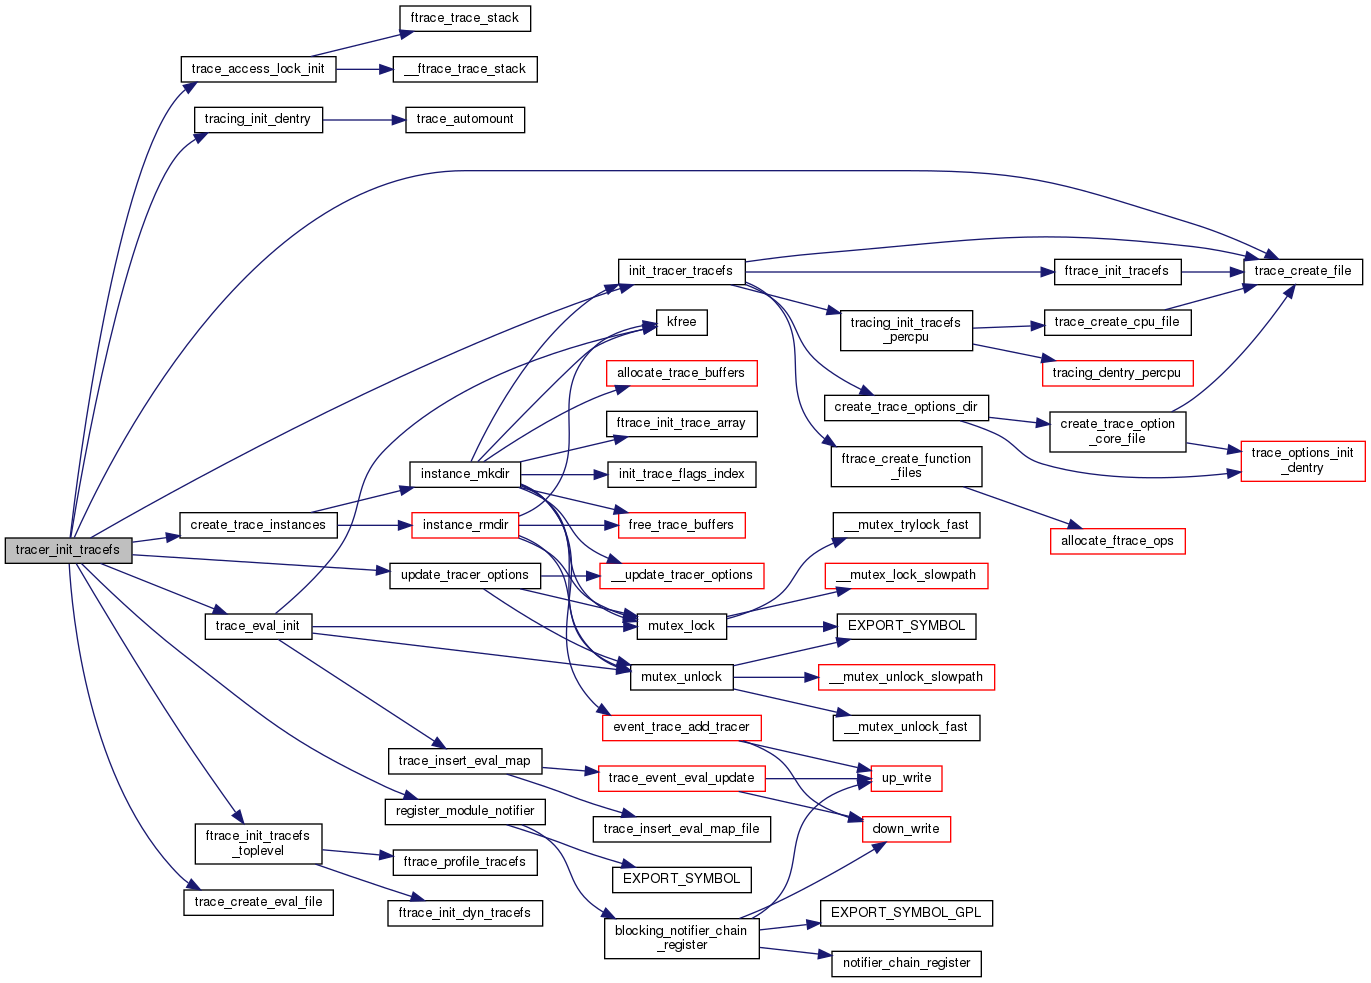 ftrace_trace_stack
trace_access_lock_init
__ftrace_trace_stack
tracing_init_dentry
trace_automount
init_tracer_tracefs
ftrace_init_tracefs
trace_create_file
kfree
tracing_init_tracefs
_percpu
trace_create_cpu_file
allocate_trace_buffers
tracing_dentry_percpu
create_trace_options_dir
ftrace_init_trace_array
create_trace_option
_core_file
instance_mkdir
init_trace_flags_index
ftrace_create_function
_files
trace_options_init
_dentry
create_trace_instances
instance_rmdir
free_trace_buffers
__mutex_trylock_fast
allocate_ftrace_ops
tracer_init_tracefs
update_tracer_options
__update_tracer_options
__mutex_lock_slowpath
trace_eval_init
mutex_lock
EXPORT_SYMBOL
mutex_unlock
__mutex_unlock_slowpath
event_trace_add_tracer
__mutex_unlock_fast
trace_insert_eval_map
trace_event_eval_update
up_write
register_module_notifier
trace_insert_eval_map_file
down_write
ftrace_init_tracefs
_toplevel
ftrace_profile_tracefs
EXPORT_SYMBOL
trace_create_eval_file
ftrace_init_dyn_tracefs
blocking_notifier_chain
_register
EXPORT_SYMBOL_GPL
notifier_chain_register